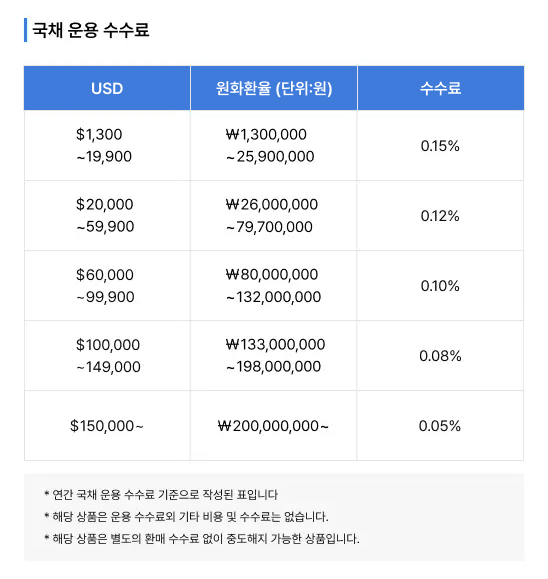 국채 운용 수수료
USD 원화환율 (단위:원) 수수료
$1,300 ₩1,300,000
~19,900 ~25,900,000
0.15%
$20,000 ₩26,000,000
~59,900 ~79,700,000
0.12%
$60,000 ₩80,000,000
~99,900 ~132,000,000
0.10%
$100,000 ₩133,000,000
~149,000 ~198,000,000
0.08%
$150,000~ ₩200,000,000~ 0.05%
* 연간 국채 운용 수수료 기준으로 작성된 표입니다
* 해당 상품은 운용 수수료외 기타 비용 및 수수료는 없습니다.
* 해당 상품은 별도의 환매 수수료 없이 중도해지 가능한 상품입니다.